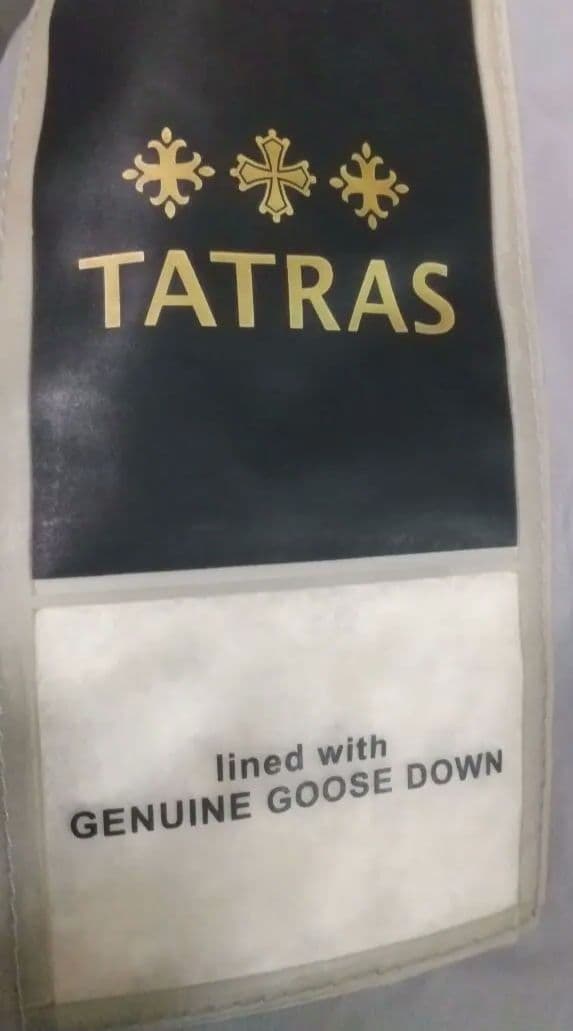 TATRAS
lined with
GENUINE GOOSE DOWN